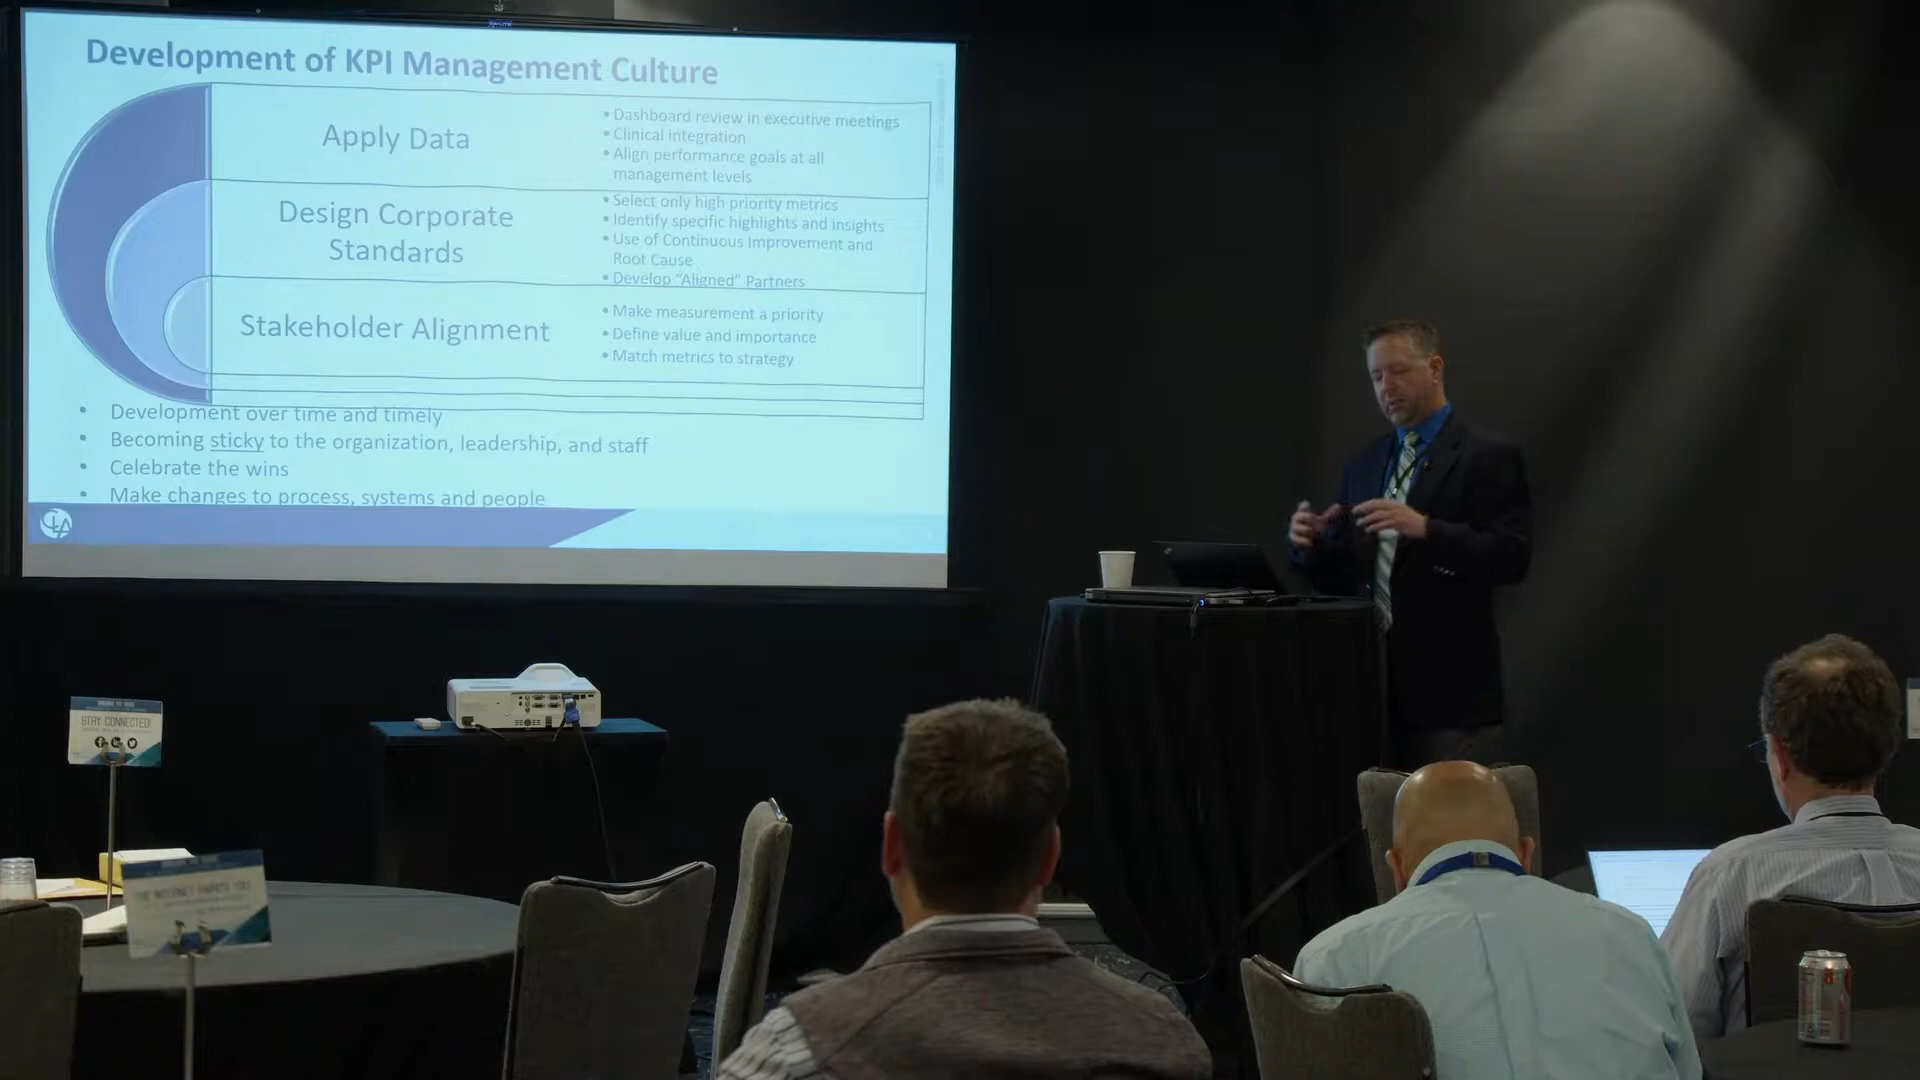 Development of KPI Management Culture
Apply Data
• Dashboard review in executive meetings
• Clinical integration
• Align performance goals at all
management levels
Design Corporate
Standards
• Select only high priority metrics
• Identify specific highlights and insights
• Use of Continuous Improvement and
Root Cause
• Develop “Aligned” Partners
Stakeholder Alignment
• Make measurement a priority
• Define value and importance
• Match metrics to strategy
• Development over time and timely
• Becoming sticky to the organization, leadership, and staff
• Celebrate the wins
• Make changes to process, systems and people
CLA
STAY CONNECTED!
THE INTERNET